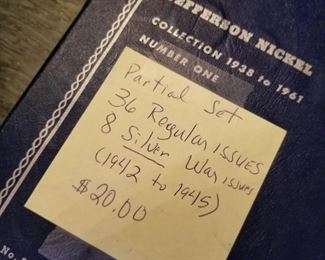 JEFFERSON NICKEL
COLLECTION 1938 to 1961
NUMBER ONE
Partial Set
36 Regular issues
8 Silver War issues
(1942 to 1945)
$20.00
No.